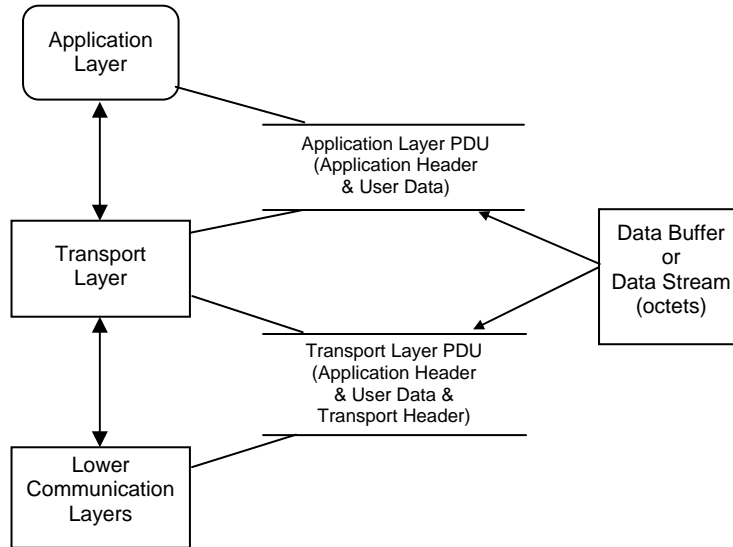 Application
Layer
Application Layer PDU
(Application Header
& User Data)
Transport
Layer
Data Buffer
or
Data Stream
(octets)
Transport Layer PDU
(Application Header
& User Data &
Transport Header)
Lower
Communication
Layers